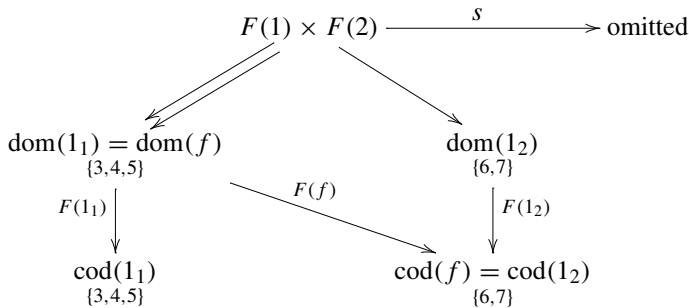 F(1) × F(2) s omitted
dom(1₁) = dom(f) dom(1₂)
{3,4,5} {6,7}
F(1₁) F(f) F(1₂)
cod(1₁) cod(f) = cod(1₂)
{3,4,5} {6,7}